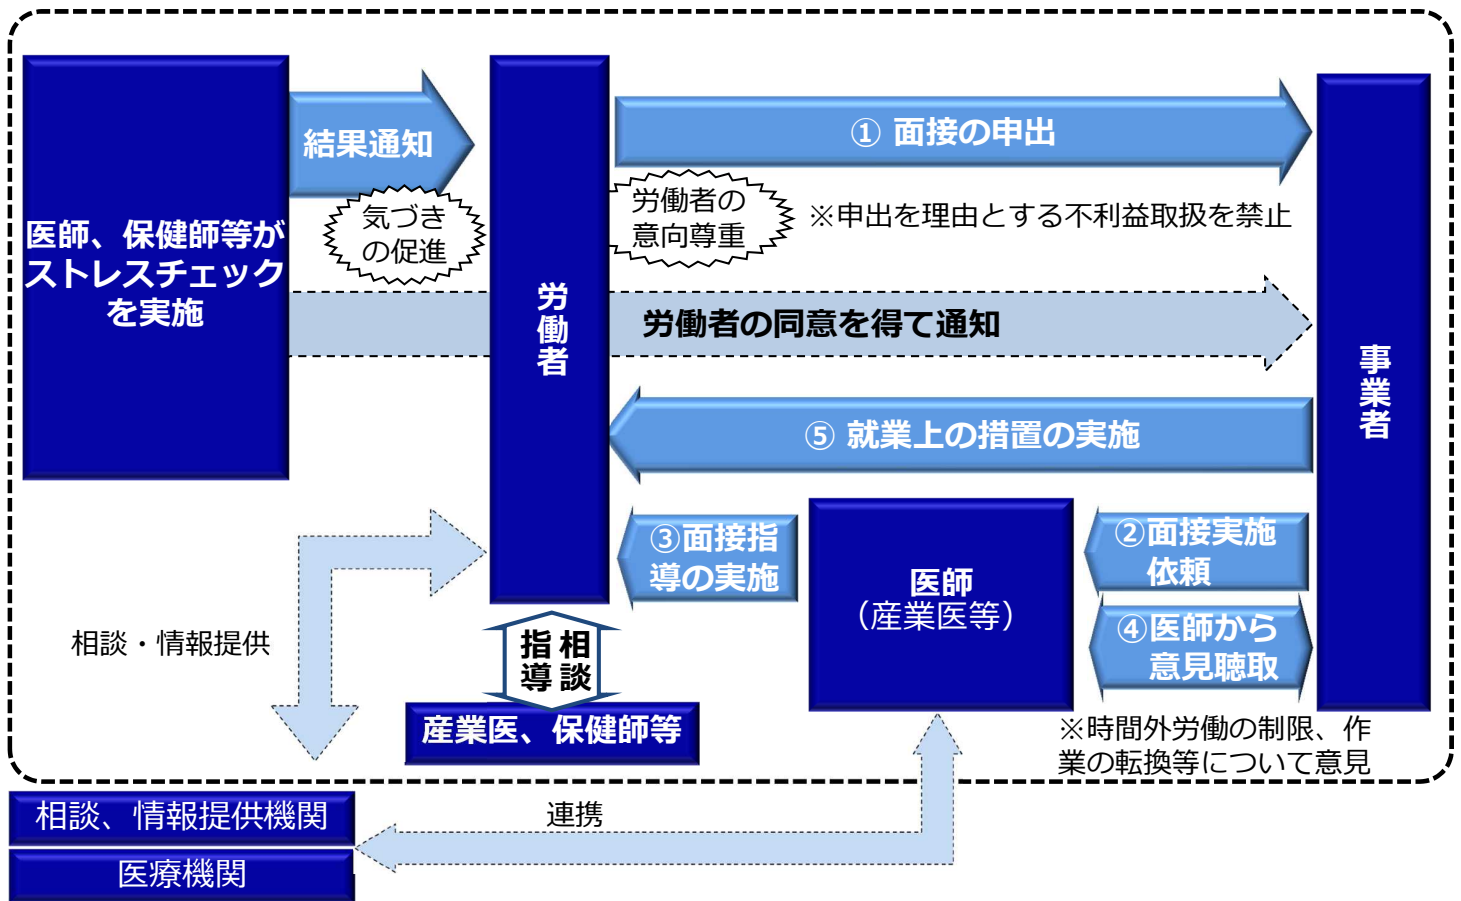 医師、保健師等が
ストレスチェック
を実施
結果通知
気づき
の促進
労働者
① 面接の申出
労働者の
意向尊重
※申出を理由とする不利益取扱を禁止
労働者の同意を得て通知
事業者
⑤ 就業上の措置の実施
②面接実施
依頼
③面接指
導の実施
医師
（産業医等）
④医師から
意見聴取
※時間外労働の制限、作
業の転換等について意見
相談・情報提供
相談
指導
産業医、保健師等
相談、情報提供機関
医療機関
連携